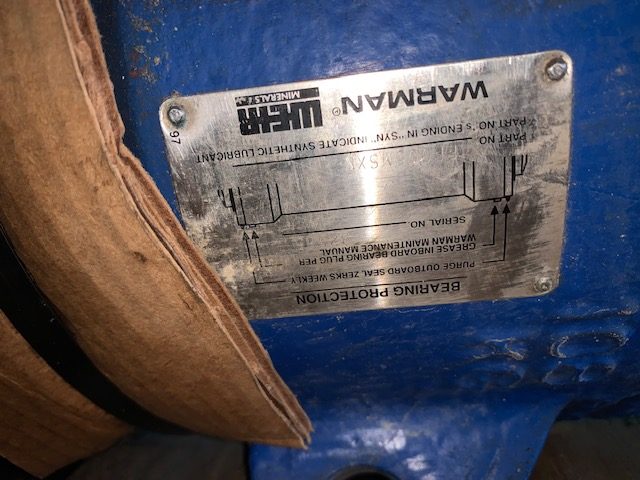 BEARING PROTECTION
PURGE OUTBOARD SEAL ZERKS WEEKLY
GREASE INBOARD BEARING PLUG PER
WARMAN MAINTENANCE MANUAL
SERIAL NO
PART NO
PART NO.'s ENDING IN "SYN" INDICATE SYNTHETIC LUBRICANT
WARMAN®
WEIR
MINERALS
97